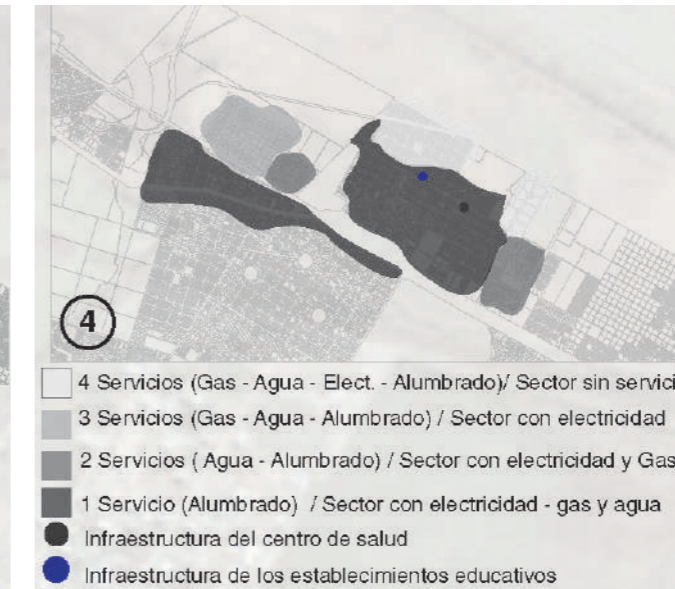 4
4 Servicios (Gas - Agua - Elect. - Alumbrado)/ Sector sin servici
3 Servicios (Gas - Agua - Alumbrado) / Sector con electricidad
2 Servicios ( Agua - Alumbrado) / Sector con electricidad y Gas
1 Servicio (Alumbrado) / Sector con electricidad - gas y agua
Infraestructura del centro de salud
Infraestructura de los establecimientos educativos